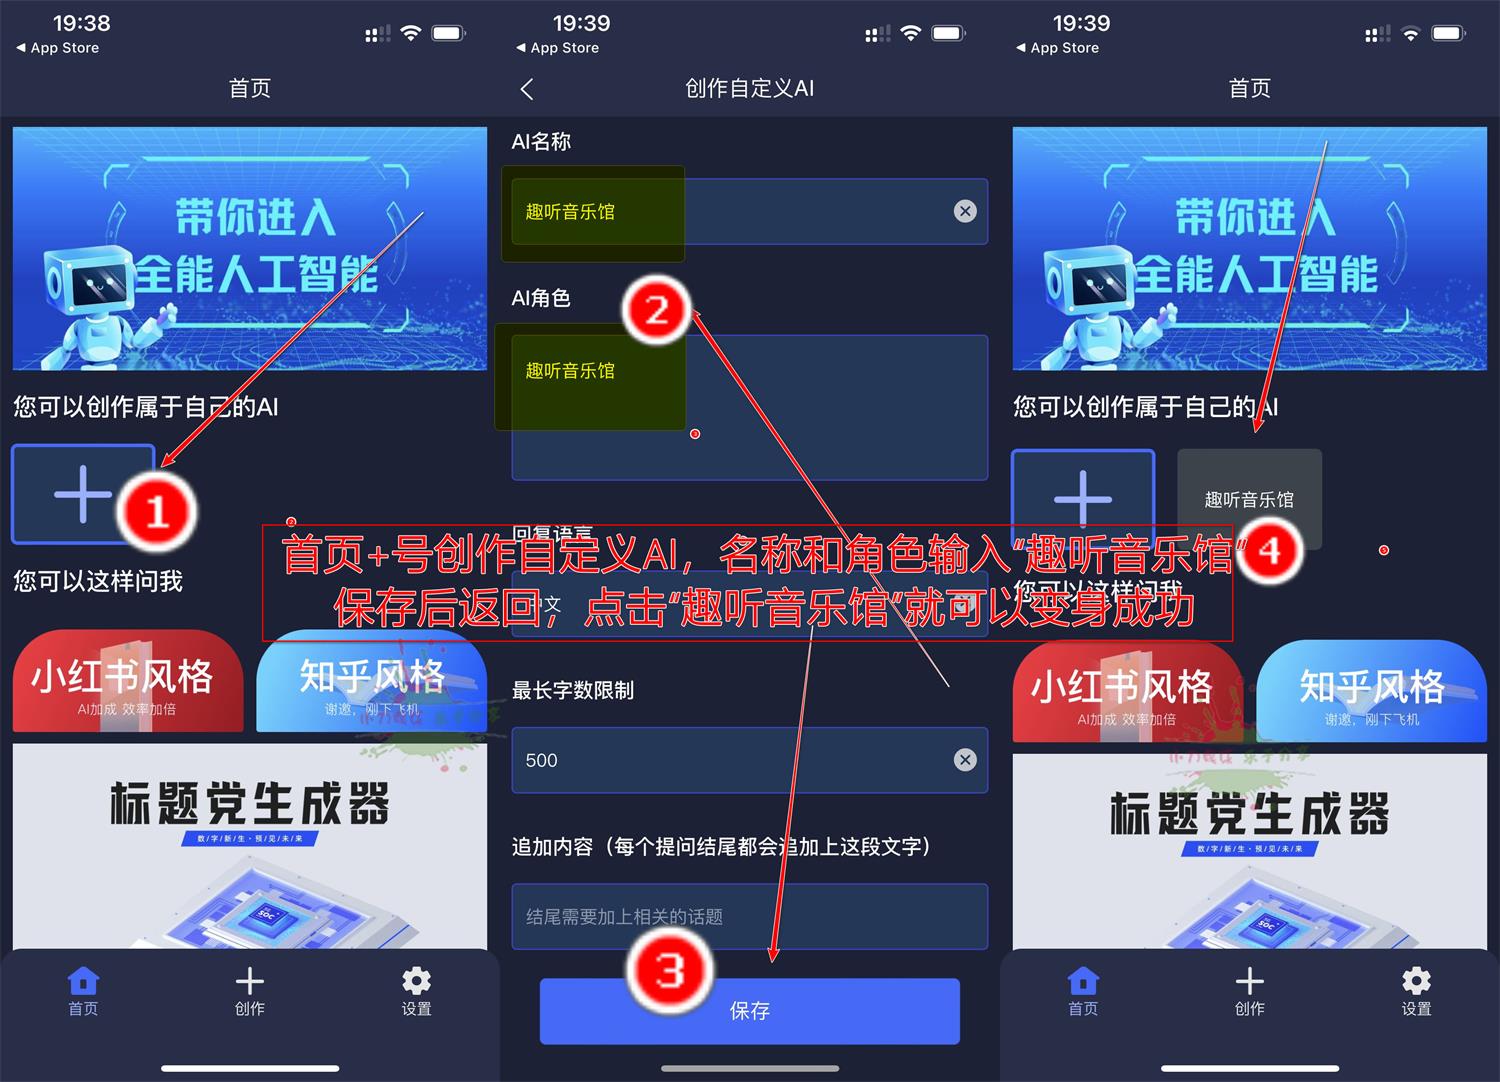 19:38
◀ App Store
首页
带你进入
全能人工智能
您可以创作属于自己的AI
1
您可以这样问我
小红书风格
AI加成 效率加倍
知乎风格
谢邀，刚下飞机
标题党生成器
数/字/新/生·预/见/未/来
SOC
首页
创作
设置
19:39
◀ App Store
创作自定义AI
AI名称
趣听音乐馆
AI角色
2
趣听音乐馆
回复语言
首页+号创作自定义AI，名称和角色输入“趣听音乐馆”
保存后返回，点击“趣听音乐馆”就可以变身成功
中文
最长字数限制
500
追加内容（每个提问结尾都会追加上这段文字）
结尾需要加上相关的话题
3
保存
19:39
◀ App Store
首页
带你进入
全能人工智能
您可以创作属于自己的AI
趣听音乐馆
4
您可以这样问我
小红书风格
AI加成 效率加倍
知乎风格
谢邀，刚下飞机
标题党生成器
数/字/新/生·预/见/未/来
SOC
首页
创作
设置